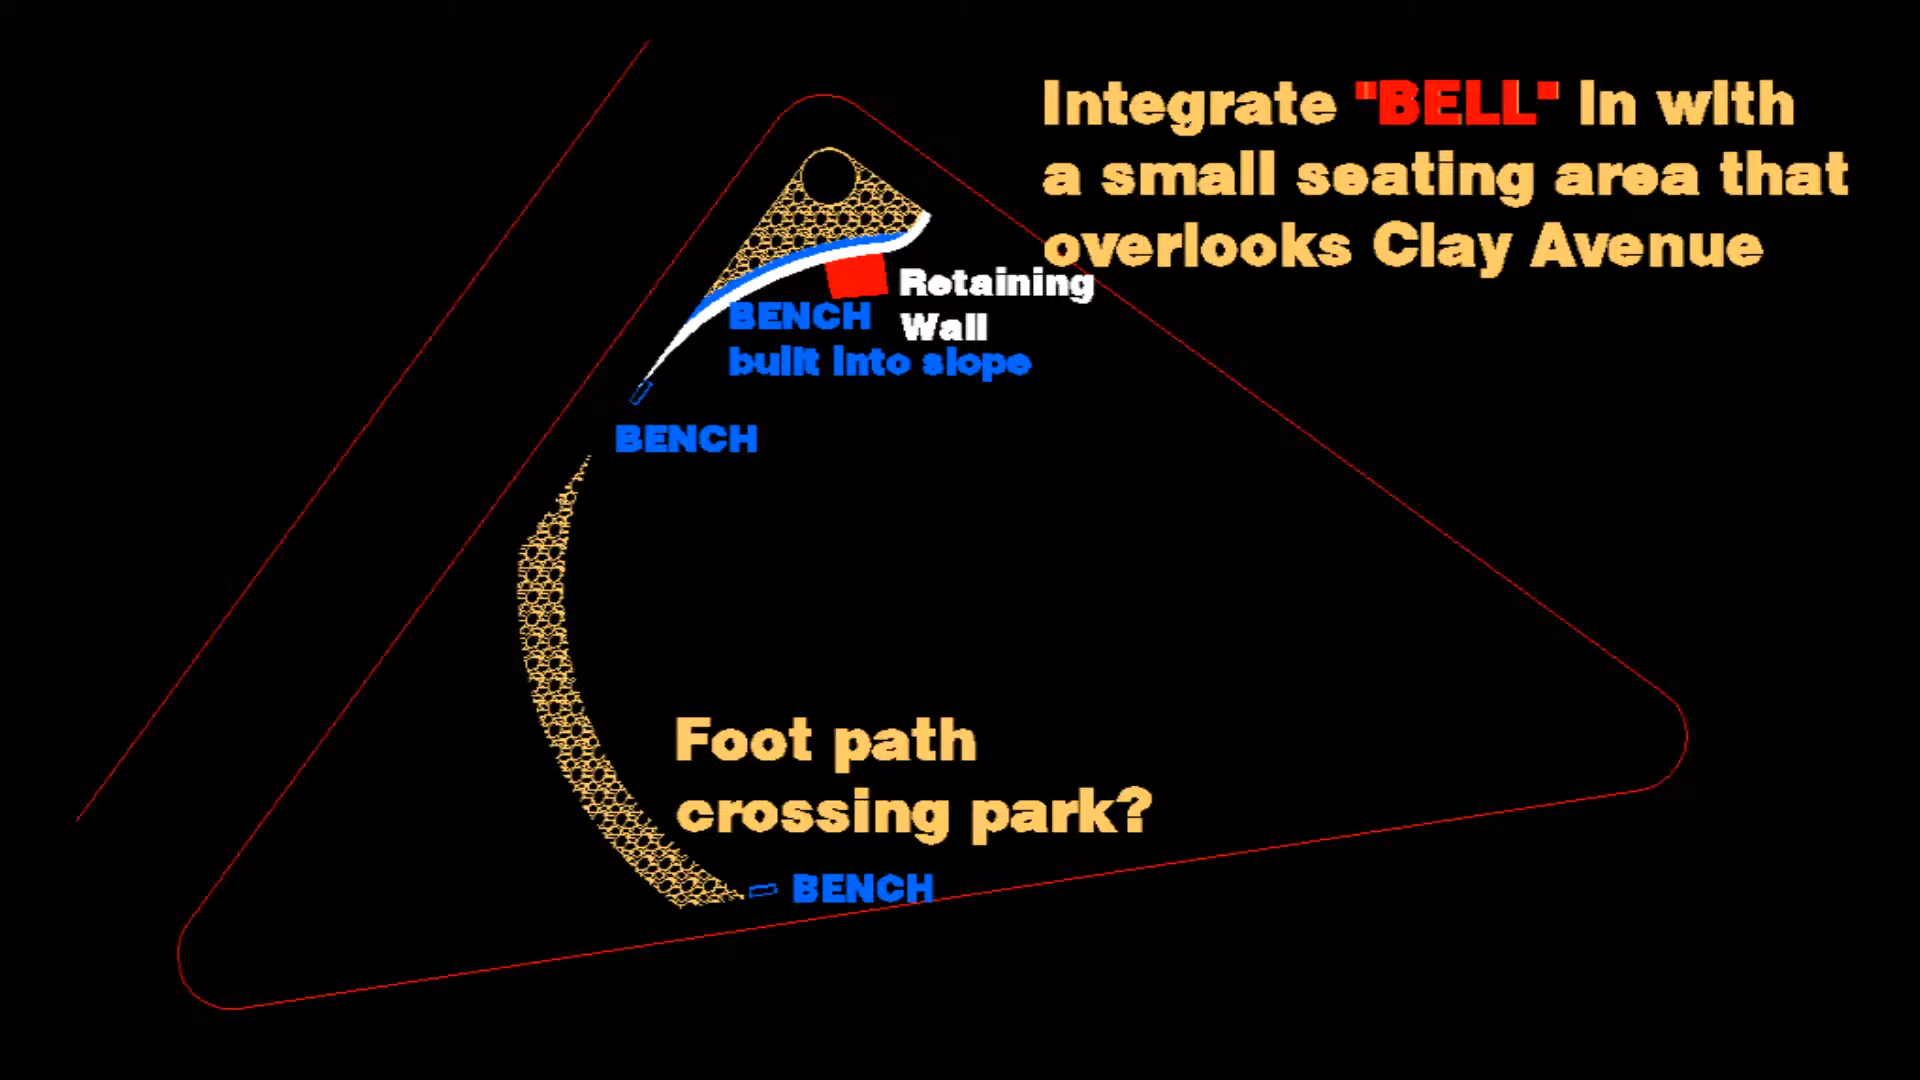 Integrate "BELL" in with
a small seating area that
overlooks Clay Avenue
Retaining
Wall
BENCH
built into slope
BENCH
Foot path
crossing park?
BENCH